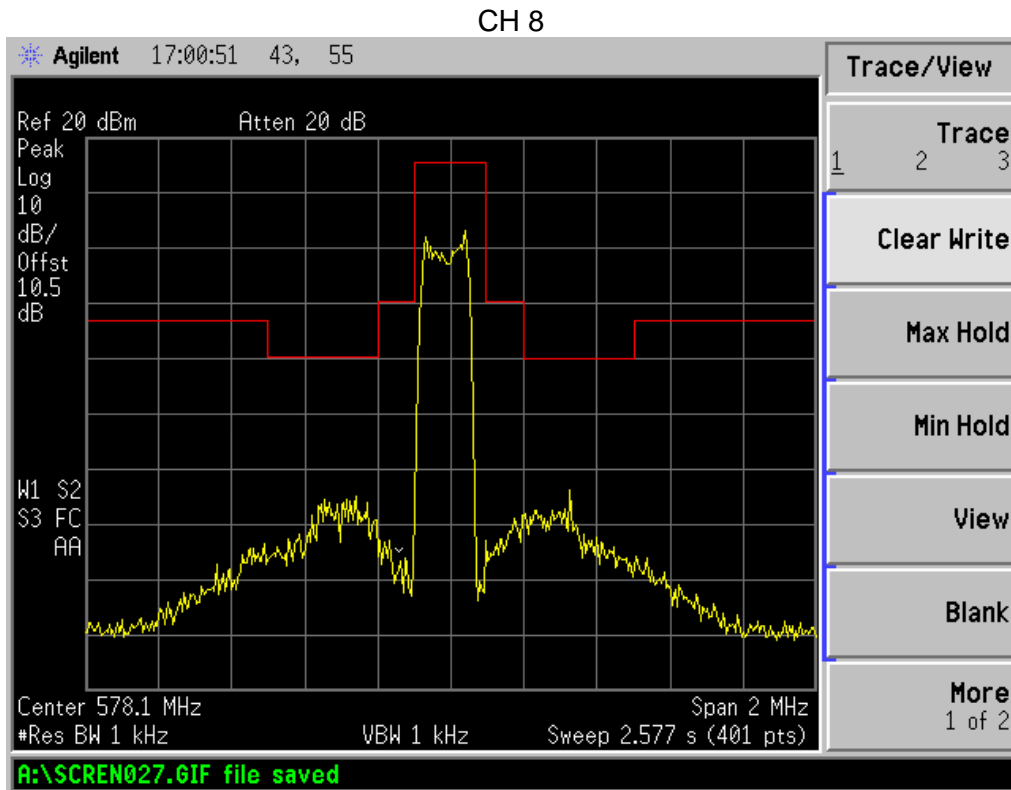 CH 8
Agilent 17:00:51 43, 55
Trace/View
Ref 20 dBm Atten 20 dB
Peak
Log
10
dB/
Offst
10.5
dB
W1 S2
S3 FC
AA
Center 578.1 MHz Span 2 MHz
#Res BW 1 kHz VBW 1 kHz Sweep 2.577 s (401 pts)
A:\SCREN027.GIF file saved
Trace
1 2 3
Clear Write
Max Hold
Min Hold
View
Blank
More
1 of 2